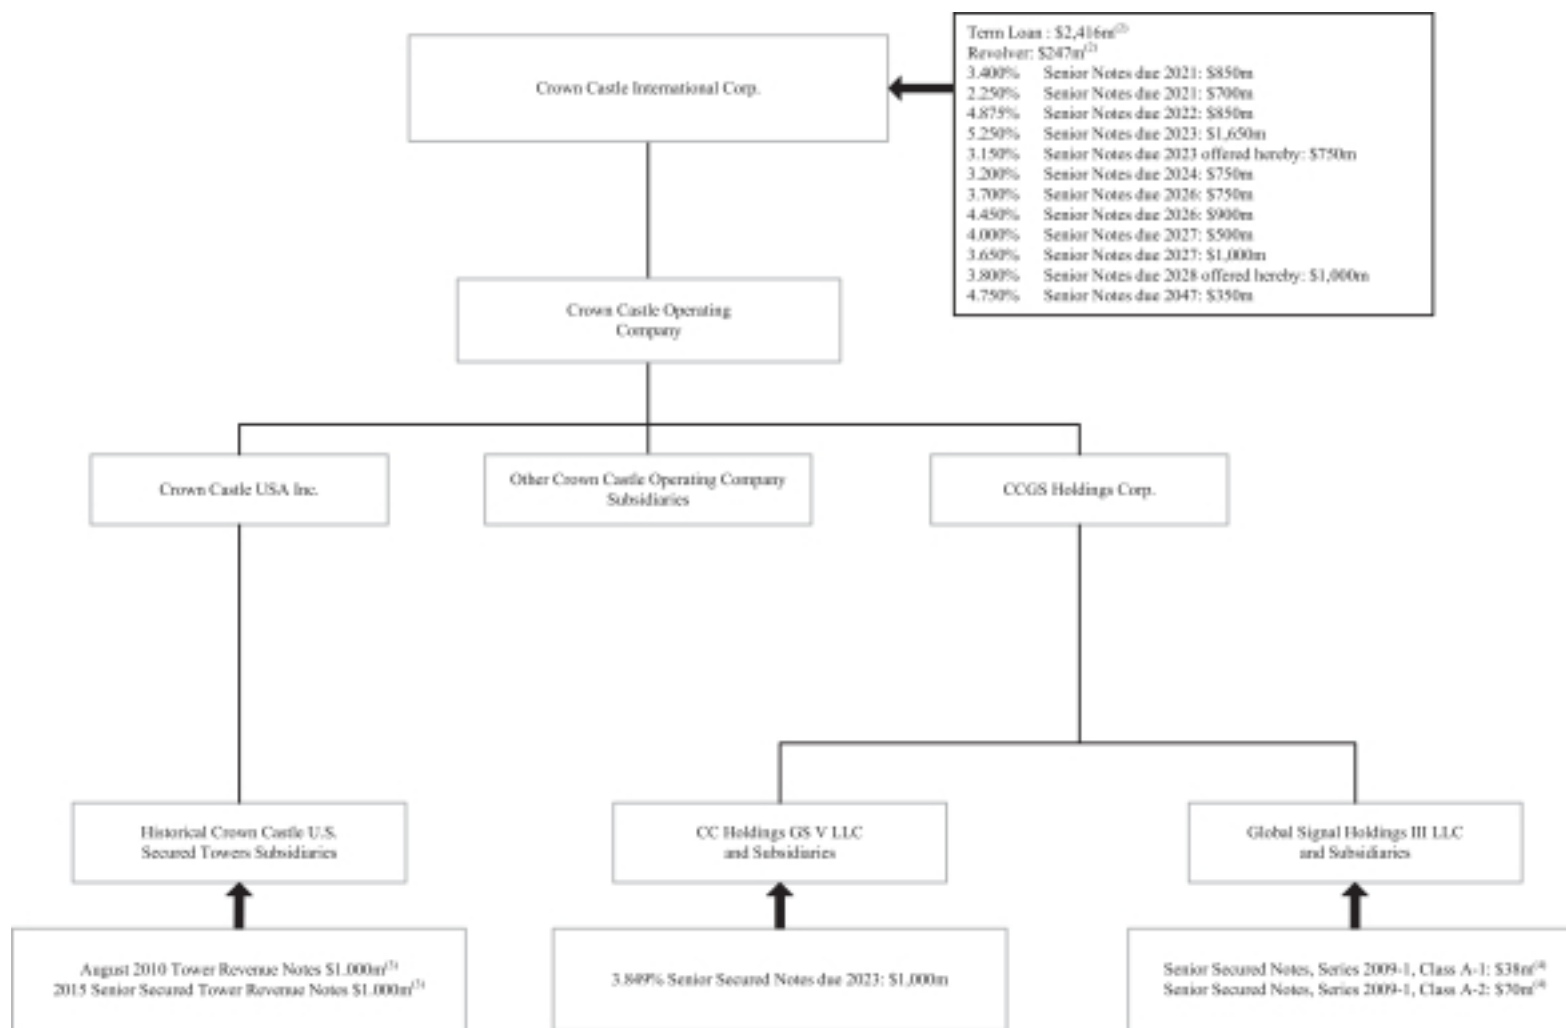 Crown Castle International Corp.
Term Loan : $2,416m(2)
Revolver: $247m(2)
3.400% Senior Notes due 2021: $850m
2.250% Senior Notes due 2021: $700m
4.875% Senior Notes due 2022: $850m
5.250% Senior Notes due 2023: $1,650m
3.150% Senior Notes due 2023 offered hereby: $750m
3.200% Senior Notes due 2024: $750m
3.700% Senior Notes due 2026: $750m
4.450% Senior Notes due 2026: $900m
4.000% Senior Notes due 2027: $500m
3.650% Senior Notes due 2027: $1,000m
3.800% Senior Notes due 2028 offered hereby: $1,000m
4.750% Senior Notes due 2047: $350m
Crown Castle Operating
Company
Crown Castle USA Inc.
Other Crown Castle Operating Company
Subsidiaries
CCGS Holdings Corp.
Historical Crown Castle U.S.
Secured Towers Subsidiaries
CC Holdings GS V LLC
and Subsidiaries
Global Signal Holdings III LLC
and Subsidiaries
August 2010 Tower Revenue Notes $1.000m(3)
2015 Senior Secured Tower Revenue Notes $1.000m(3)
3.849% Senior Secured Notes due 2023: $1,000m
Senior Secured Notes, Series 2009-1, Class A-1: $38m(4)
Senior Secured Notes, Series 2009-1, Class A-2: $70m(4)